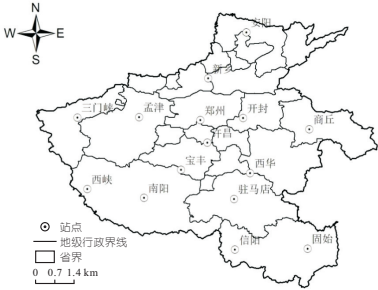 N
W E
S
安阳
新乡
三门峡
孟津
郑州
开封
商丘
许昌
宝丰
西华
西峡
南阳
驻马店
信阳
固始
站点
地级行政界线
省界
0 0.7 1.4 km